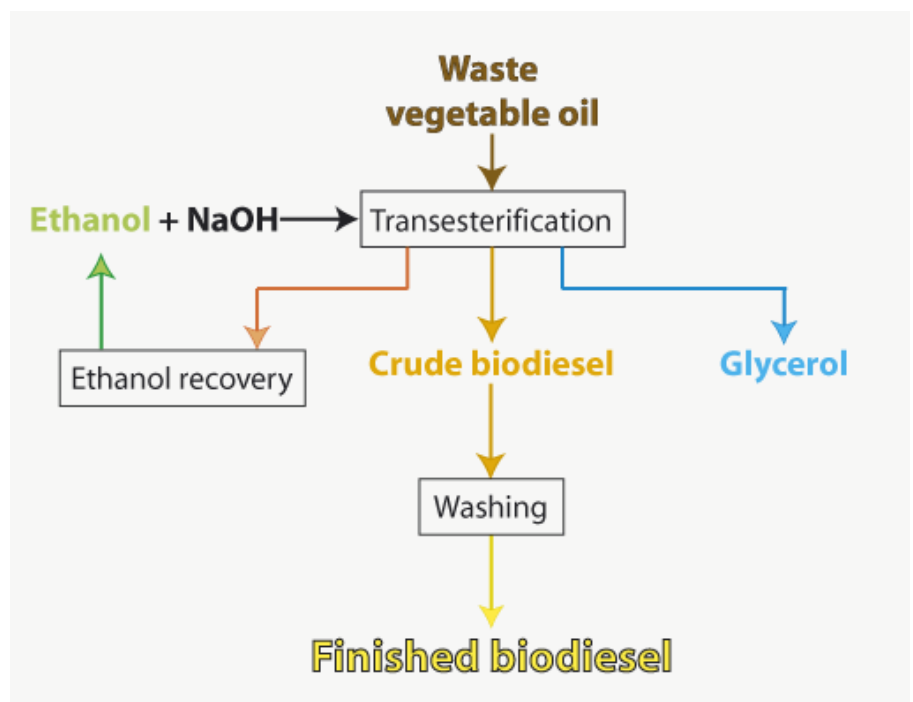 Waste
vegetable oil
Ethanol + NaOH
Transesterification
Ethanol recovery
Crude biodiesel
Glycerol
Washing
Finished biodiesel